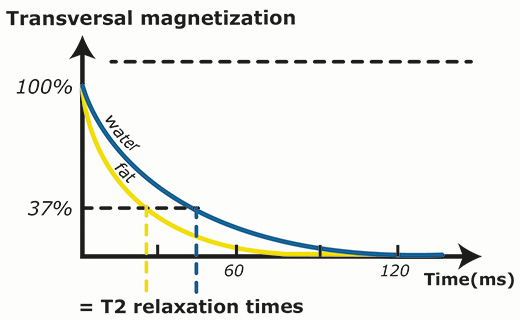 Transversal magnetization
100%
water
fat
37%
60
120
Time(ms)
= T2 relaxation times